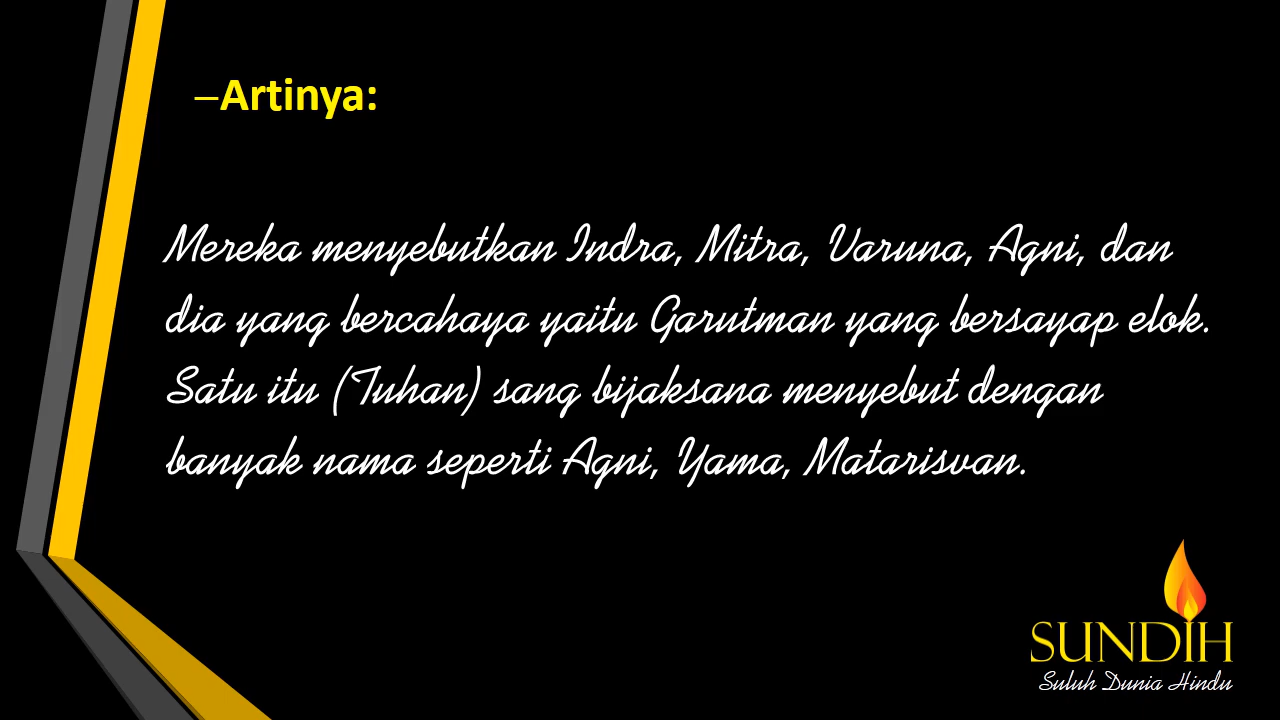 –Artinya:
Mereka menyebutkan Indra, Mitra, Varuna, Agni, dan
dia yang bercahaya yaitu Garutman yang bersayap elok.
Satu itu (Tuhan) sang bijaksana menyebut dengan
banyak nama seperti Agni, Yama, Matarisvan.
SUNDIH
Suluh Dunia Hindu